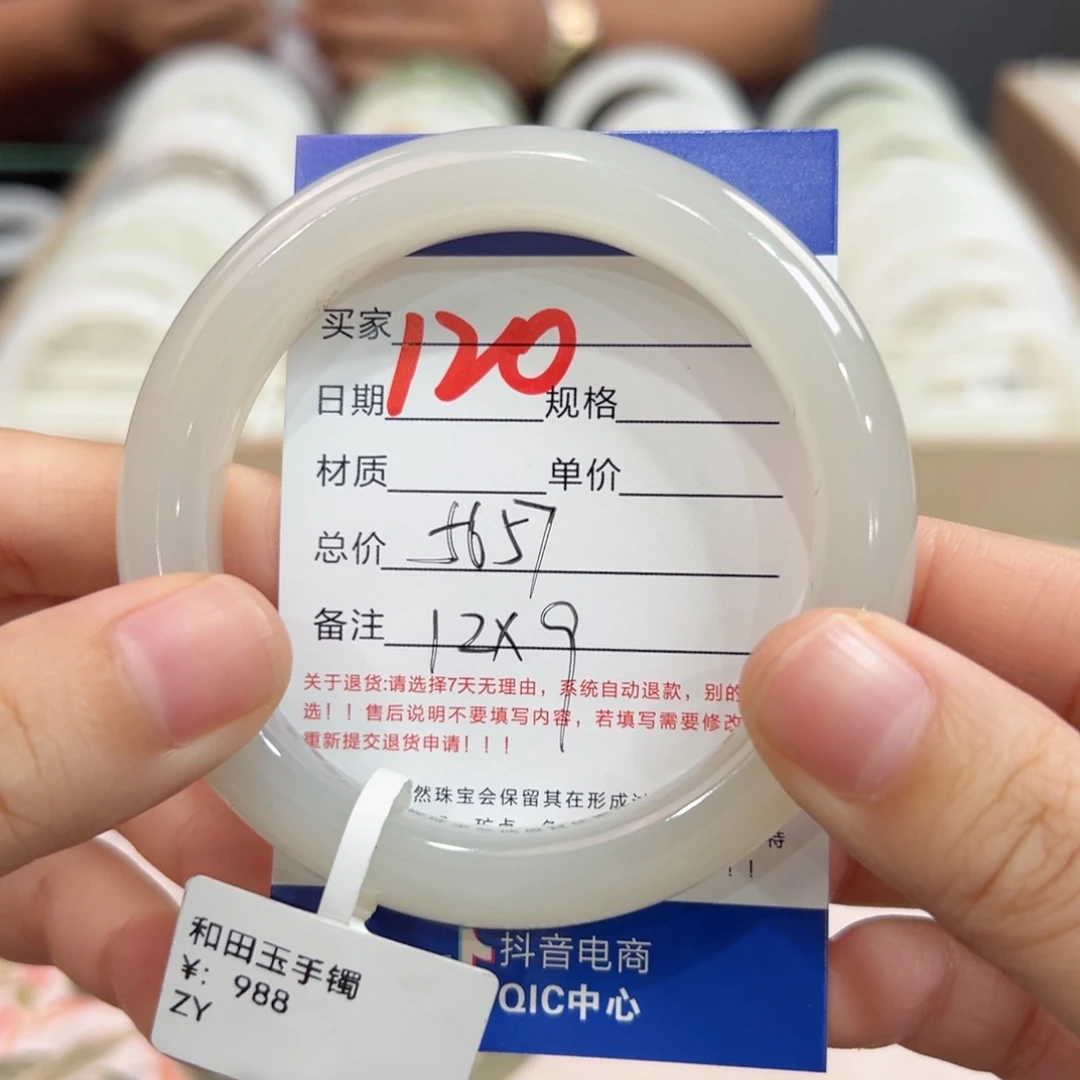 买家 120
日期 规格
材质 单价
总价 5657
备注 12X9
关于退货:请选择7天无理由，系统自动退款，别的
选！！售后说明不要填写内容，若填写需要修改
重新提交退货申请！！！
然珠宝会保留其在形成
矿点
待
！！
抖音电商
QIC中心
和田玉手镯
¥: 988
ZY